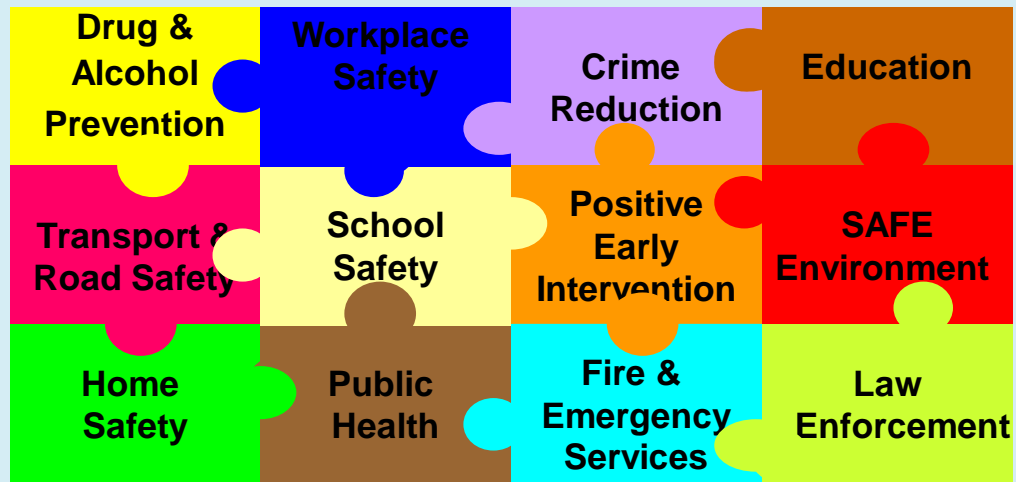 Drug &
Alcohol
Prevention
Workplace
Safety
Crime
Reduction
Education
Transport &
Road Safety
School
Safety
Positive
Early
Intervention
SAFE
Environment
Home
Safety
Public
Health
Fire &
Emergency
Services
Law
Enforcement